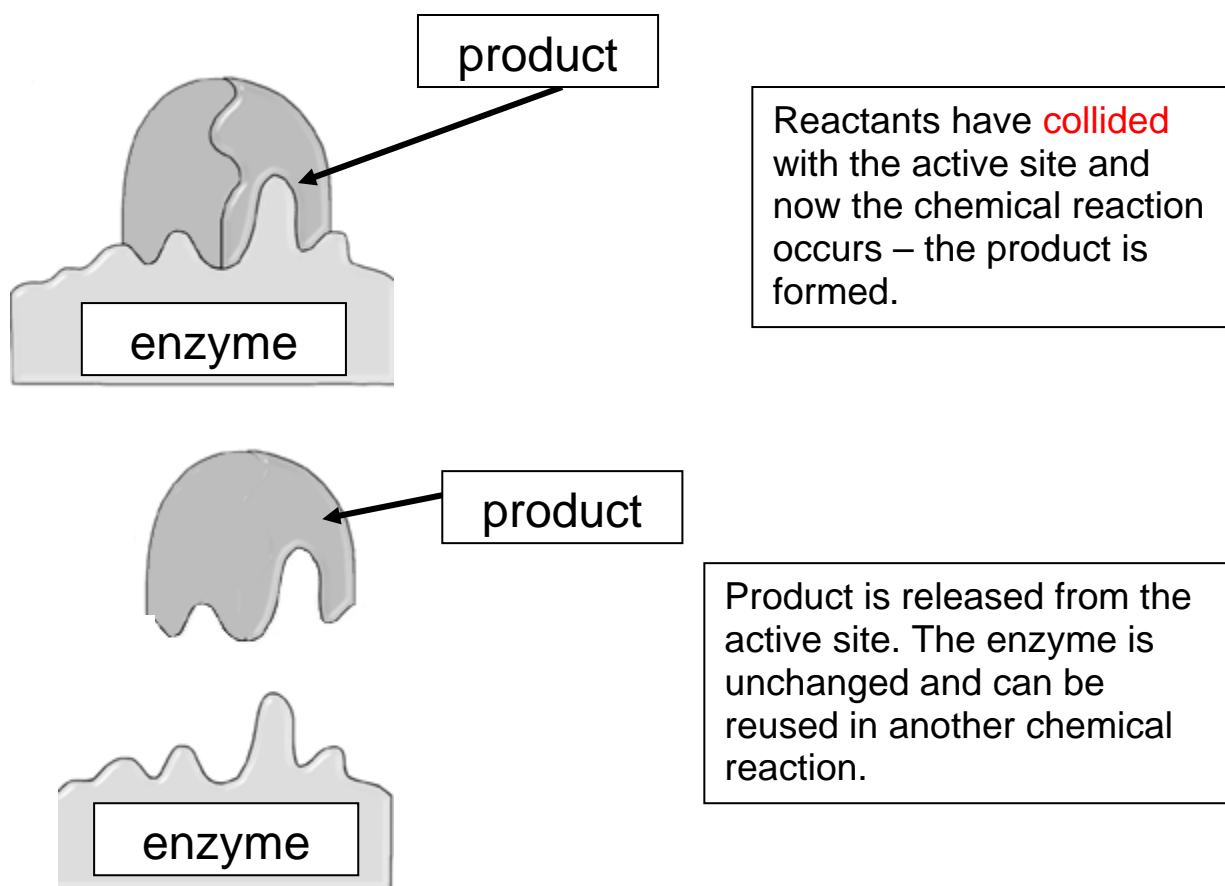 product
Reactants have collided
with the active site and
now the chemical reaction
occurs – the product is
formed.
enzyme
product
Product is released from the
active site. The enzyme is
unchanged and can be
reused in another chemical
reaction.
enzyme